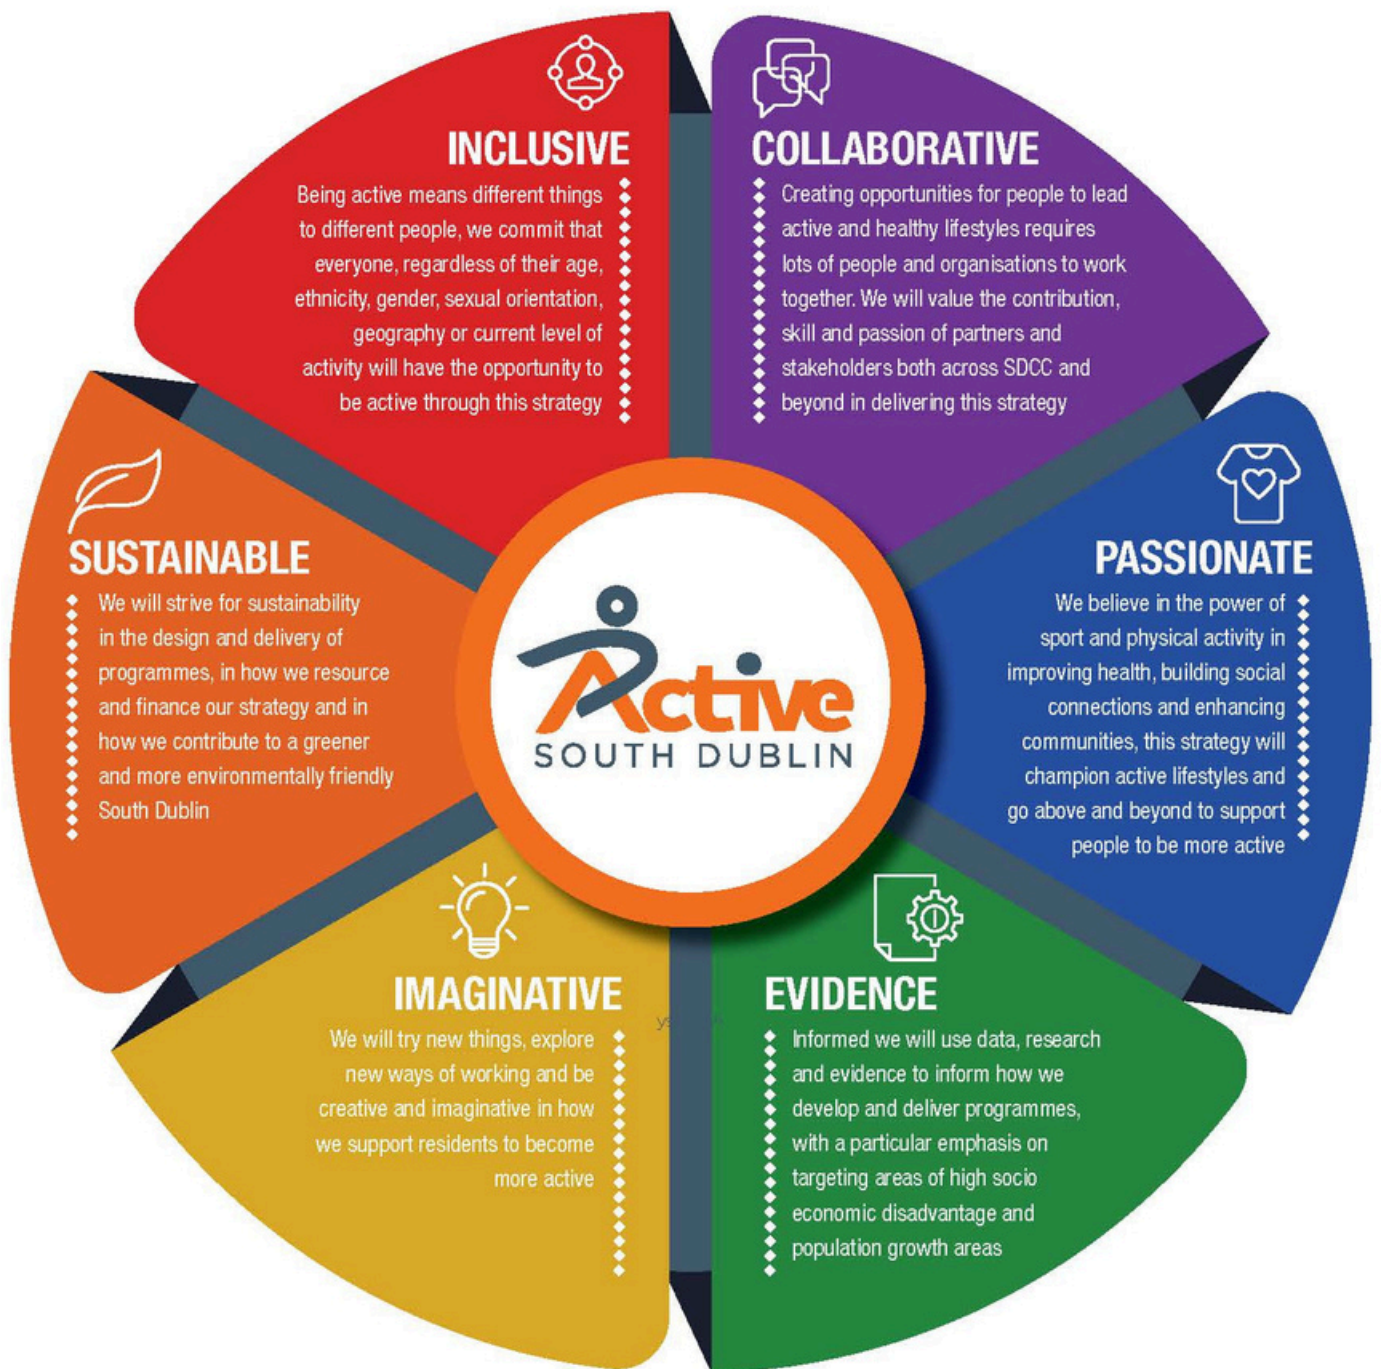 INCLUSIVE
Being active means different things
to different people, we commit that
everyone, regardless of their age,
ethnicity, gender, sexual orientation,
geography or current level of
activity will have the opportunity to
be active through this strategy
COLLABORATIVE
Creating opportunities for people to lead
active and healthy lifestyles requires
lots of people and organisations to work
together. We will value the contribution,
skill and passion of partners and
stakeholders both across SDCC and
beyond in delivering this strategy
SUSTAINABLE
We will strive for sustainability
in the design and delivery of
programmes, in how we resource
and finance our strategy and in
how we contribute to a greener
and more environmentally friendly
South Dublin
Active
SOUTH DUBLIN
PASSIONATE
We believe in the power of
sport and physical activity in
improving health, building social
connections and enhancing
communities, this strategy will
champion active lifestyles and
go above and beyond to support
people to be more active
IMAGINATIVE
We will try new things, explore
new ways of working and be
creative and imaginative in how
we support residents to become
more active
EVIDENCE
Informed we will use data, research
and evidence to inform how we
develop and deliver programmes,
with a particular emphasis on
targeting areas of high socio
economic disadvantage and
population growth areas